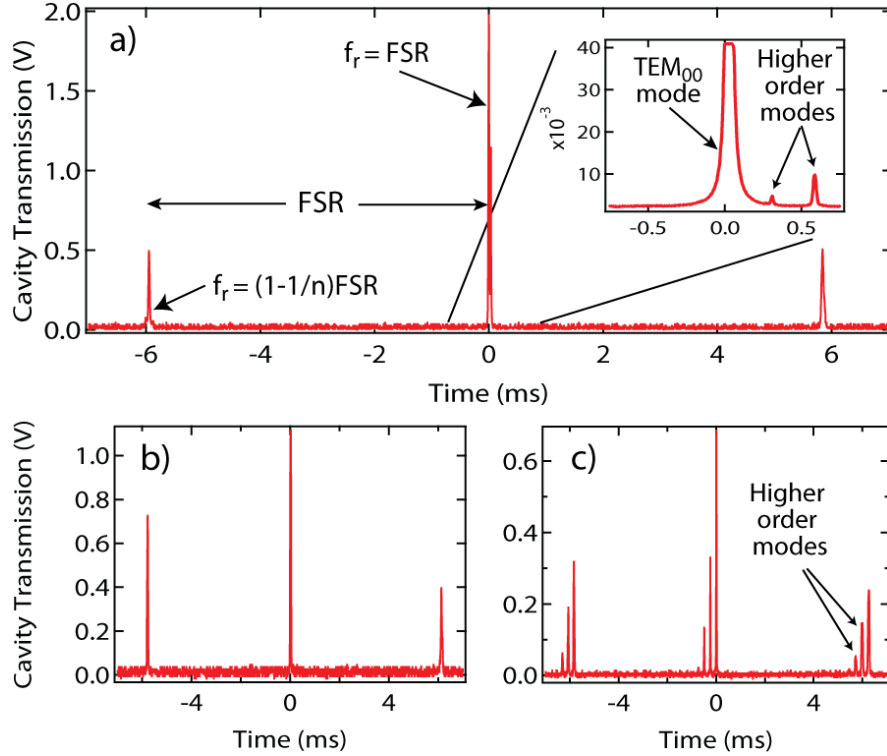 a)
Cavity Transmission (V)
2.0
1.5
1.0
0.5
0.0
fr = FSR
FSR
fr = (1-1/n)FSR
-6
-4
-2
0
2
4
6
Time (ms)
x10-3
40
30
20
10
TEM00
mode
Higher
order
modes
-0.5
0.0
0.5
b)
Cavity Transmission (V)
1.0
0.8
0.6
0.4
0.2
0.0
-4
0
4
Time (ms)
c)
0.6
0.4
0.2
0.0
Higher
order
modes
-4
0
4
Time (ms)